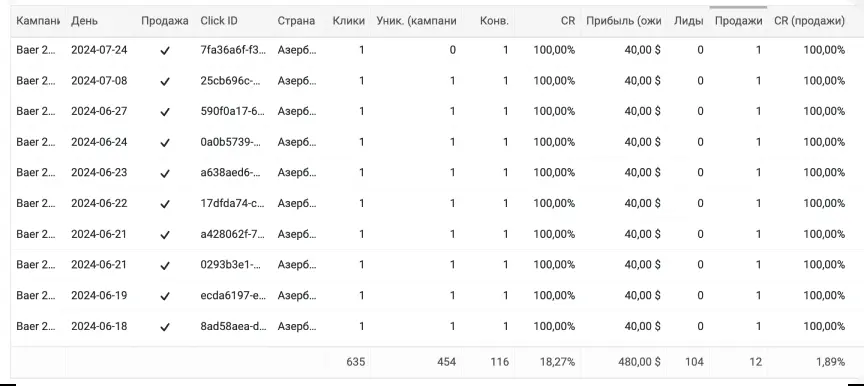 Кампани День Продажа Click ID Страна Клики Уник. (кампани Конв. CR Прибыль (ожи Лиды Продажи CR (продажи)
Baer 2... 2024-07-24 ✓ 7fa36a6f-f3... Азерб... 1 0 1 100,00% 40,00 $ 0 1 100,00%
Baer 2... 2024-07-08 ✓ 25cb696c-... Азерб... 1 1 1 100,00% 40,00 $ 0 1 100,00%
Baer 2... 2024-06-27 ✓ 590f0a17-6... Азерб... 1 1 1 100,00% 40,00 $ 0 1 100,00%
Baer 2... 2024-06-24 ✓ 0a0b5739-... Азерб... 1 1 1 100,00% 40,00 $ 0 1 100,00%
Baer 2... 2024-06-23 ✓ a638aed6-... Азерб... 1 1 1 100,00% 40,00 $ 0 1 100,00%
Baer 2... 2024-06-22 ✓ 17dfda74-c... Азерб... 1 1 1 100,00% 40,00 $ 0 1 100,00%
Baer 2... 2024-06-21 ✓ a428062f-7... Азерб... 1 1 1 100,00% 40,00 $ 0 1 100,00%
Baer 2... 2024-06-21 ✓ 0293b3e1-... Азерб... 1 1 1 100,00% 40,00 $ 0 1 100,00%
Baer 2... 2024-06-19 ✓ ecda6197-e... Азерб... 1 1 1 100,00% 40,00 $ 0 1 100,00%
Baer 2... 2024-06-18 ✓ 8ad58aea-d... Азерб... 1 1 1 100,00% 40,00 $ 0 1 100,00%
635 454 116 18,27% 480,00 $ 104 12 1,89%